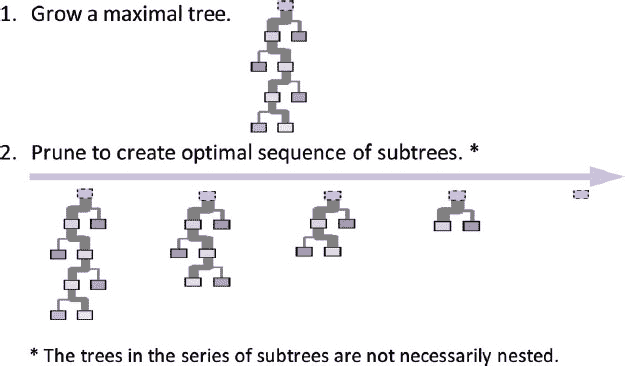 1. Grow a maximal tree.
2. Prune to create optimal sequence of subtrees. *
* The trees in the series of subtrees are not necessarily nested.